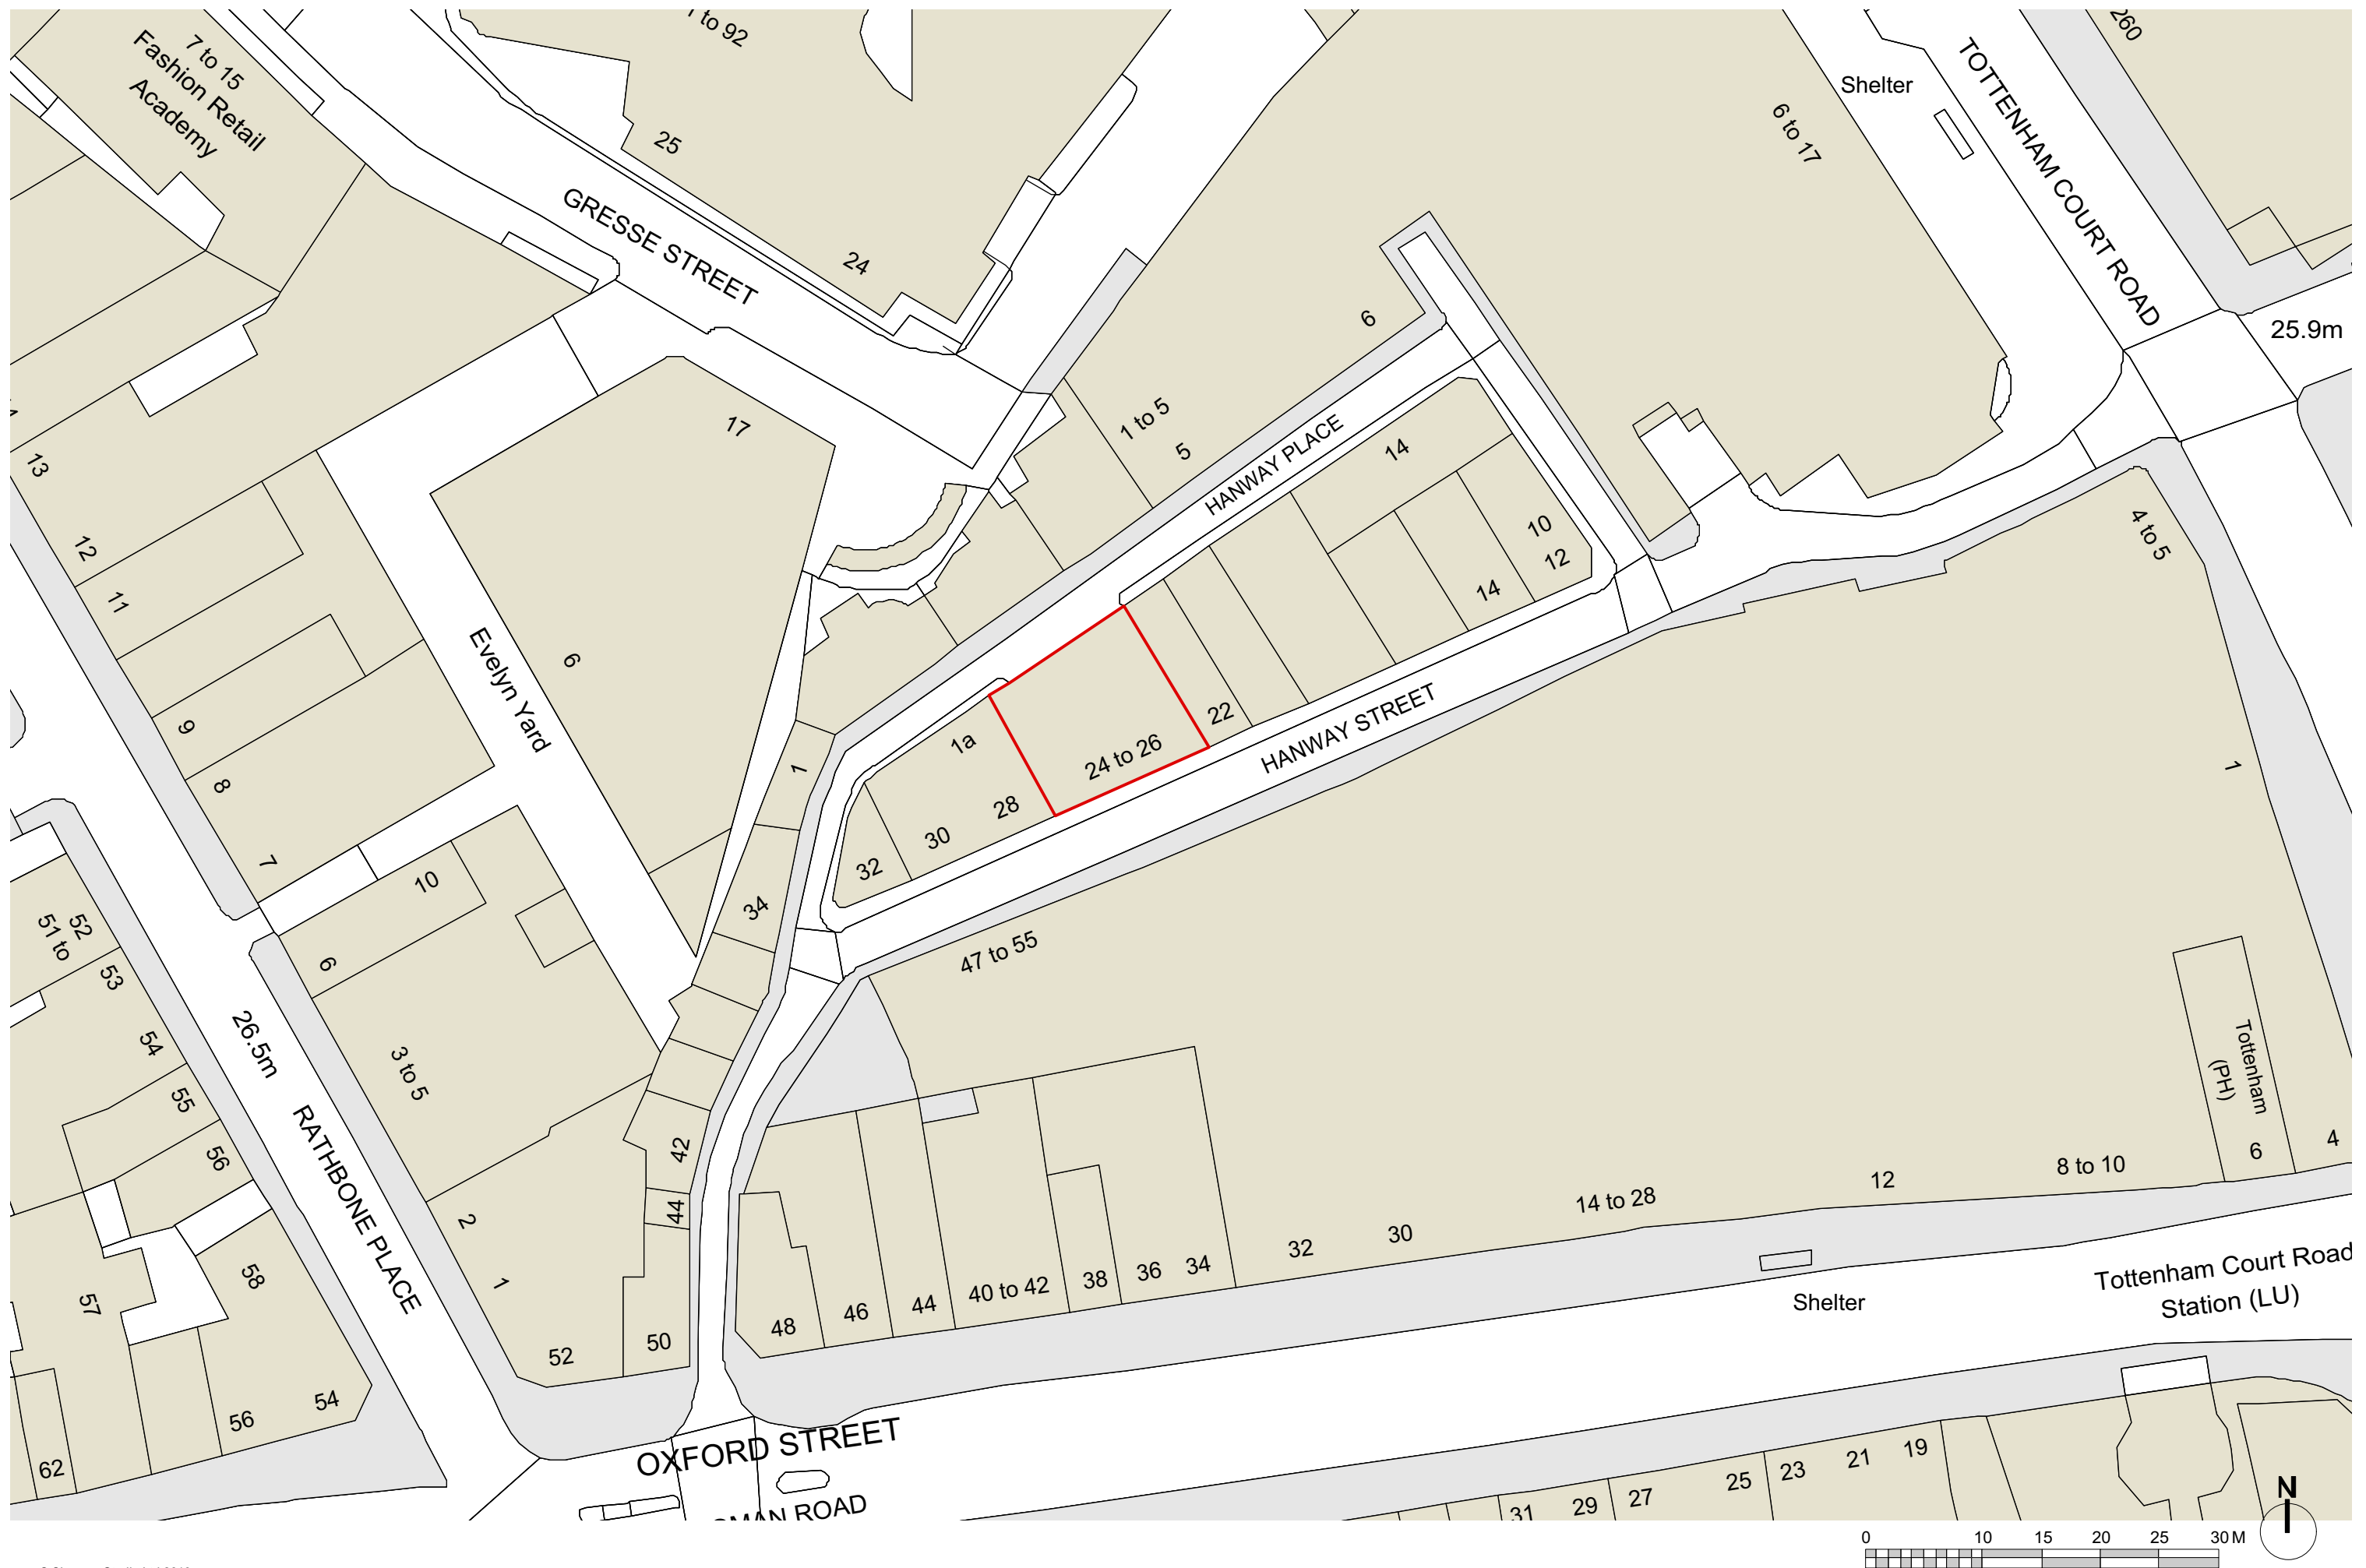 7 to 15
Fashion Retail
Academy
to 92
25
24
GRESSE STREET
Shelter
6 to 17
TOTTENHAM COURT ROAD
260
25.9m
6
1 to 5
5
HANWAY PLACE
14
10
12
14
4 to 5
17
13
12
11
9
8
7
Evelyn Yard
6
1
1a
24 to 26
22
HANWAY STREET
28
30
32
34
1
47 to 55
10
6
52
51 to
53
54
55
56
57
58
26.5m
RATHBONE PLACE
3 to 5
2
1
42
44
Tottenham
(PH)
6
4
8 to 10
12
14 to 28
30
32
34
36
38
40 to 42
44
46
48
50
52
54
56
62
Tottenham Court Road
Station (LU)
Shelter
OXFORD STREET
ROAD
31
29
27
25
23
21
19
N
0 10 15 20 25 30 M